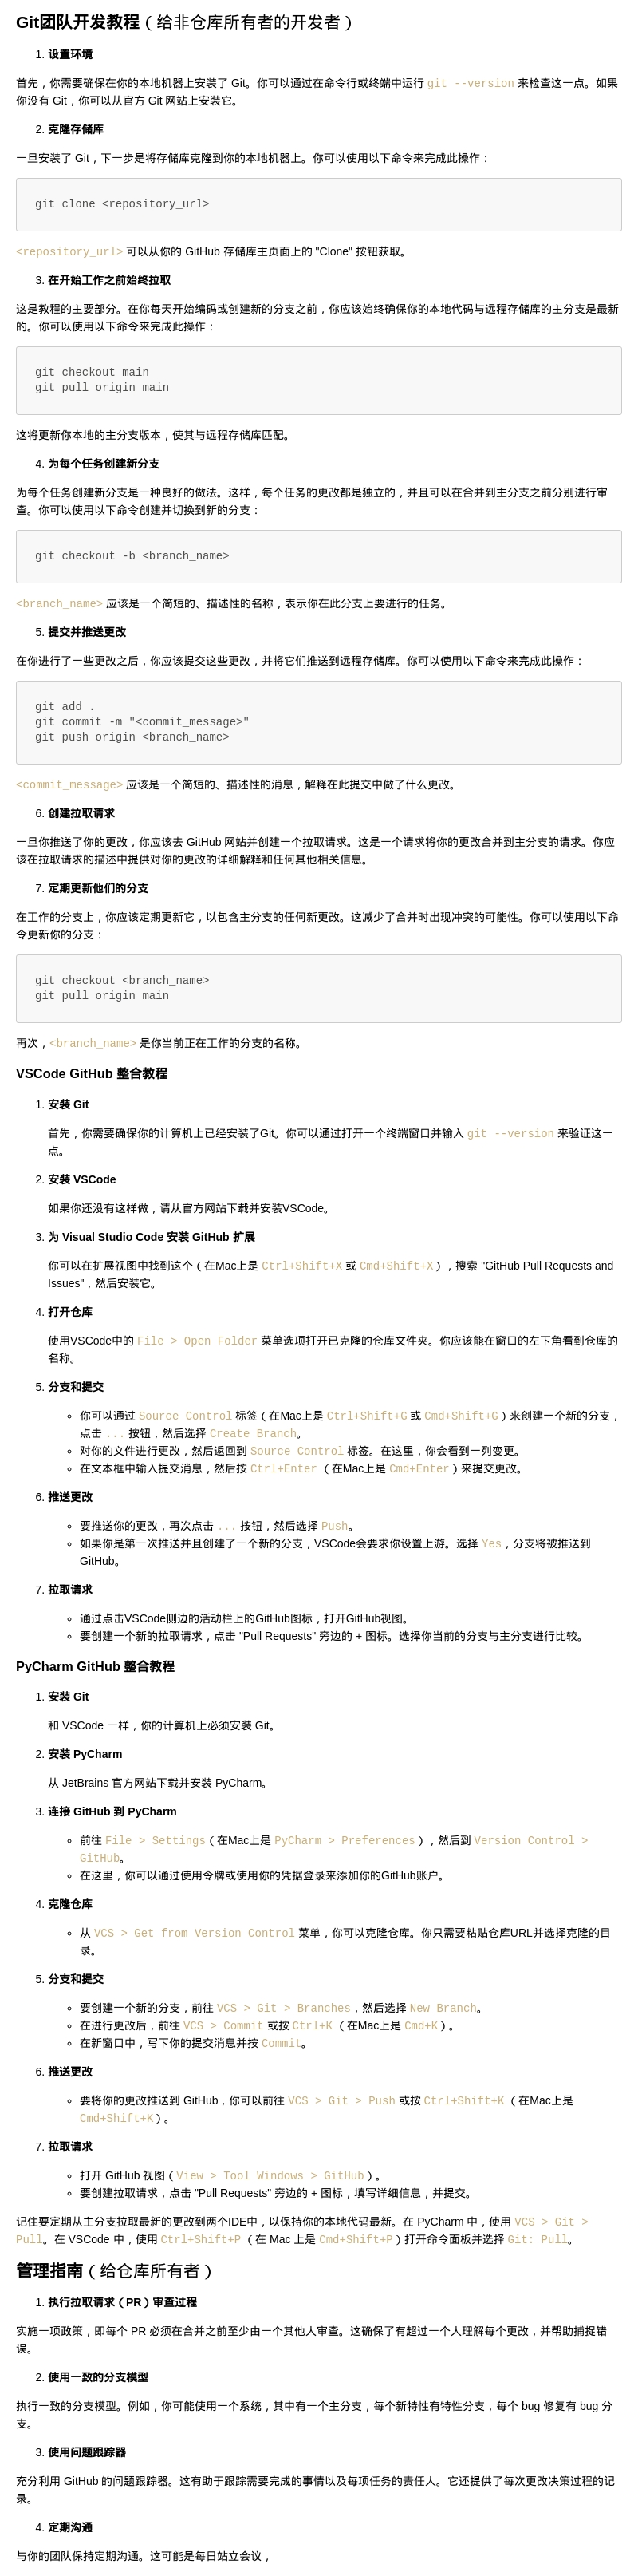 Git团队开发教程（给非仓库所有者的开发者）
1. 设置环境
首先，你需要确保在你的本地机器上安装了 Git。你可以通过在命令行或终端中运行 git --version 来检查这一点。如果
你没有 Git，你可以从官方 Git 网站上安装它。
2. 克隆存储库
一旦安装了 Git，下一步是将存储库克隆到你的本地机器上。你可以使用以下命令来完成此操作：
git clone <repository_url>
<repository_url> 可以从你的 GitHub 存储库主页面上的 "Clone" 按钮获取。
3. 在开始工作之前始终拉取
这是教程的主要部分。在你每天开始编码或创建新的分支之前，你应该始终确保你的本地代码与远程存储库的主分支是最新
的。你可以使用以下命令来完成此操作：
git checkout main
git pull origin main
这将更新你本地的主分支版本，使其与远程存储库匹配。
4. 为每个任务创建新分支
为每个任务创建新分支是一种良好的做法。这样，每个任务的更改都是独立的，并且可以在合并到主分支之前分别进行审
查。你可以使用以下命令创建并切换到新的分支：
git checkout -b <branch_name>
<branch_name> 应该是一个简短的、描述性的名称，表示你在此分支上要进行的任务。
5. 提交并推送更改
在你进行了一些更改之后，你应该提交这些更改，并将它们推送到远程存储库。你可以使用以下命令来完成此操作：
git add .
git commit -m "<commit_message>"
git push origin <branch_name>
<commit_message> 应该是一个简短的、描述性的消息，解释在此提交中做了什么更改。
6. 创建拉取请求
一旦你推送了你的更改，你应该去 GitHub 网站并创建一个拉取请求。这是一个请求将你的更改合并到主分支的请求。你应
该在拉取请求的描述中提供对你的更改的详细解释和任何其他相关信息。
7. 定期更新他们的分支
在工作的分支上，你应该定期更新它，以包含主分支的任何新更改。这减少了合并时出现冲突的可能性。你可以使用以下命
令更新你的分支：
git checkout <branch_name>
git pull origin main
再次，<branch_name> 是你当前正在工作的分支的名称。
VSCode GitHub 整合教程
1. 安装 Git
首先，你需要确保你的计算机上已经安装了Git。你可以通过打开一个终端窗口并输入 git --version 来验证这一
点。
2. 安装 VSCode
如果你还没有这样做，请从官方网站下载并安装VSCode。
3. 为 Visual Studio Code 安装 GitHub 扩展
你可以在扩展视图中找到这个（在Mac上是 Ctrl+Shift+X 或 Cmd+Shift+X），搜索 "GitHub Pull Requests and
Issues"，然后安装它。
4. 打开仓库
使用VSCode中的 File > Open Folder 菜单选项打开已克隆的仓库文件夹。你应该能在窗口的左下角看到仓库的
名称。
5. 分支和提交
◦ 你可以通过 Source Control 标签（在Mac上是 Ctrl+Shift+G 或 Cmd+Shift+G）来创建一个新的分支，
点击 ... 按钮，然后选择 Create Branch。
◦ 对你的文件进行更改，然后返回到 Source Control 标签。在这里，你会看到一列变更。
◦ 在文本框中输入提交消息，然后按 Ctrl+Enter （在Mac上是 Cmd+Enter）来提交更改。
6. 推送更改
◦ 要推送你的更改，再次点击 ... 按钮，然后选择 Push。
◦ 如果你是第一次推送并且创建了一个新的分支，VSCode会要求你设置上游。选择 Yes，分支将被推送到
GitHub。
7. 拉取请求
◦ 通过点击VSCode侧边的活动栏上的GitHub图标，打开GitHub视图。
◦ 要创建一个新的拉取请求，点击 "Pull Requests" 旁边的 + 图标。选择你当前的分支与主分支进行比较。
PyCharm GitHub 整合教程
1. 安装 Git
和 VSCode 一样，你的计算机上必须安装 Git。
2. 安装 PyCharm
从 JetBrains 官方网站下载并安装 PyCharm。
3. 连接 GitHub 到 PyCharm
◦ 前往 File > Settings（在Mac上是 PyCharm > Preferences），然后到 Version Control >
GitHub。
◦ 在这里，你可以通过使用令牌或使用你的凭据登录来添加你的GitHub账户。
4. 克隆仓库
◦ 从 VCS > Get from Version Control 菜单，你可以克隆仓库。你只需要粘贴仓库URL并选择克隆的目
录。
5. 分支和提交
◦ 要创建一个新的分支，前往 VCS > Git > Branches，然后选择 New Branch。
◦ 在进行更改后，前往 VCS > Commit 或按 Ctrl+K （在Mac上是 Cmd+K）。
◦ 在新窗口中，写下你的提交消息并按 Commit。
6. 推送更改
◦ 要将你的更改推送到 GitHub，你可以前往 VCS > Git > Push 或按 Ctrl+Shift+K （在Mac上是
Cmd+Shift+K）。
7. 拉取请求
◦ 打开 GitHub 视图（View > Tool Windows > GitHub）。
◦ 要创建拉取请求，点击 "Pull Requests" 旁边的 + 图标，填写详细信息，并提交。
记住要定期从主分支拉取最新的更改到两个IDE中，以保持你的本地代码最新。在 PyCharm 中，使用 VCS > Git >
Pull。在 VSCode 中，使用 Ctrl+Shift+P （在 Mac 上是 Cmd+Shift+P）打开命令面板并选择 Git: Pull。
管理指南（给仓库所有者）
1. 执行拉取请求（PR）审查过程
实施一项政策，即每个 PR 必须在合并之前至少由一个其他人审查。这确保了有超过一个人理解每个更改，并帮助捕捉错
误。
2. 使用一致的分支模型
执行一致的分支模型。例如，你可能使用一个系统，其中有一个主分支，每个新特性有特性分支，每个 bug 修复有 bug 分
支。
3. 使用问题跟踪器
充分利用 GitHub 的问题跟踪器。这有助于跟踪需要完成的事情以及每项任务的责任人。它还提供了每次更改决策过程的记
录。
4. 定期沟通
与你的团队保持定期沟通。这可能是每日站立会议，